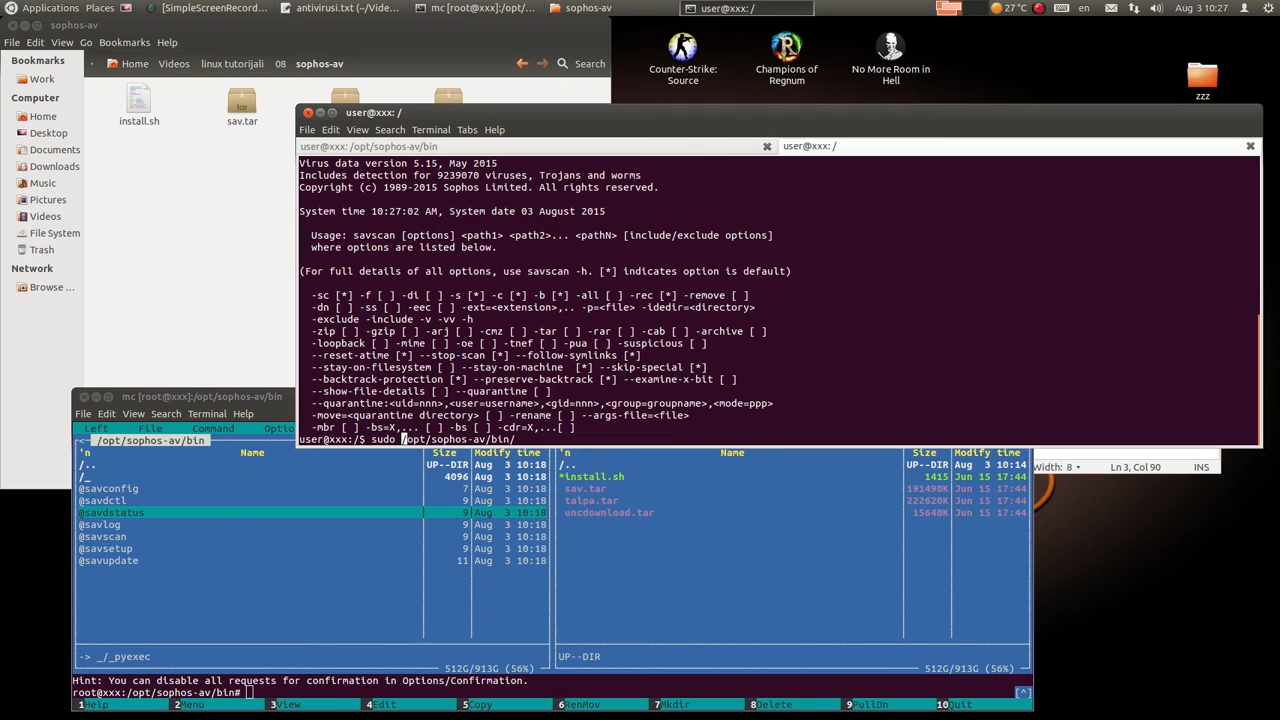 Applications Places [SimpleScreenRecord... antivirusi.txt (~/Vide... mc [root@xxx:/opt/... sophos-av user@xxx: / 27 °C en Aug 3 10:27
sophos-av
File Edit View Go Bookmarks Help
Bookmarks
Work
Computer
Home
Desktop
Documents
Downloads
Music
Pictures
Videos
File System
Trash
Network
Browse ...
Home Videos linux tutorijali 08 sophos-av Search
install.sh
tar
sav.tar
Counter-Strike: Source
Champions of Regnum
No More Room in Hell
zzz
user@xxx: /
File Edit View Search Terminal Tabs Help
user@xxx: /opt/sophos-av/bin
user@xxx: /
Virus data version 5.15, May 2015
Includes detection for 9239070 viruses, Trojans and worms
Copyright (c) 1989-2015 Sophos Limited. All rights reserved.
System time 10:27:02 AM, System date 03 August 2015
Usage: savscan [options] <path1> <path2>... <pathN> [include/exclude options]
where options are listed below.
(For full details of all options, use savscan -h. [*] indicates option is default)
-sc [*] -f [ ] -di [ ] -s [*] -c [*] -b [*] -all [ ] -rec [*] -remove [ ]
-dn [ ] -ss [ ] -eec [ ] -ext=<extension>,.. -p=<file> -idedir=<directory>
-exclude -include -v -vv -h
-zip [ ] -gzip [ ] -arj [ ] -cmz [ ] -tar [ ] -rar [ ] -cab [ ] -archive [ ]
-loopback [ ] -mime [ ] -oe [ ] -tnef [ ] -pua [ ] -suspicious [ ]
--reset-atime [*] --stop-scan [*] --follow-symlinks [*]
--stay-on-filesystem [ ] --stay-on-machine [*] --skip-special [*]
--backtrack-protection [*] --preserve-backtrack [*] --examine-x-bit [ ]
--show-file-details [ ] --quarantine [ ]
--quarantine:<uid=nnn>,<user=username>,<gid=nnn>,<group=groupname>,<mode=ppp>
-move=<quarantine directory> [ ] -rename [ ] --args-file=<file>
-mbr [ ] -bs=X,... [ ] -bs [ ] -cdr=X,...[ ]
user@xxx:/$ sudo /opt/sophos-av/bin/
Width: 8 Ln 3, Col 90 INS
mc [root@xxx]:/opt/sophos-av/bin
File Edit View Search Terminal Help
Left File Command Optio
/opt/sophos-av/bin
'n Name Size Modify time
/.. UP--DIR Aug 3 10:18
/_ 4096 Aug 3 10:18
@savconfig 7 Aug 3 10:18
@savdctl 9 Aug 3 10:18
@savdstatus 9 Aug 3 10:18
@savlog 9 Aug 3 10:18
@savscan 9 Aug 3 10:18
@savsetup 9 Aug 3 10:18
@savupdate 11 Aug 3 10:18
-> _/_pyexec
512G/913G (56%)
'n Name Size Modify time
/.. UP--DIR Aug 3 10:14
*install.sh 1415 Jun 15 17:44
sav.tar 191490K Jun 15 17:44
talpa.tar 222620K Jun 15 17:44
uncdownload.tar 15640K Jun 15 17:44
UP--DIR
512G/913G (56%)
Hint: You can disable all requests for confirmation in Options/Confirmation.
root@xxx:/opt/sophos-av/bin# [^]
1Help 2Menu 3View 4Edit 5Copy 6RenMov 7Mkdir 8Delete 9PullDn 10Quit